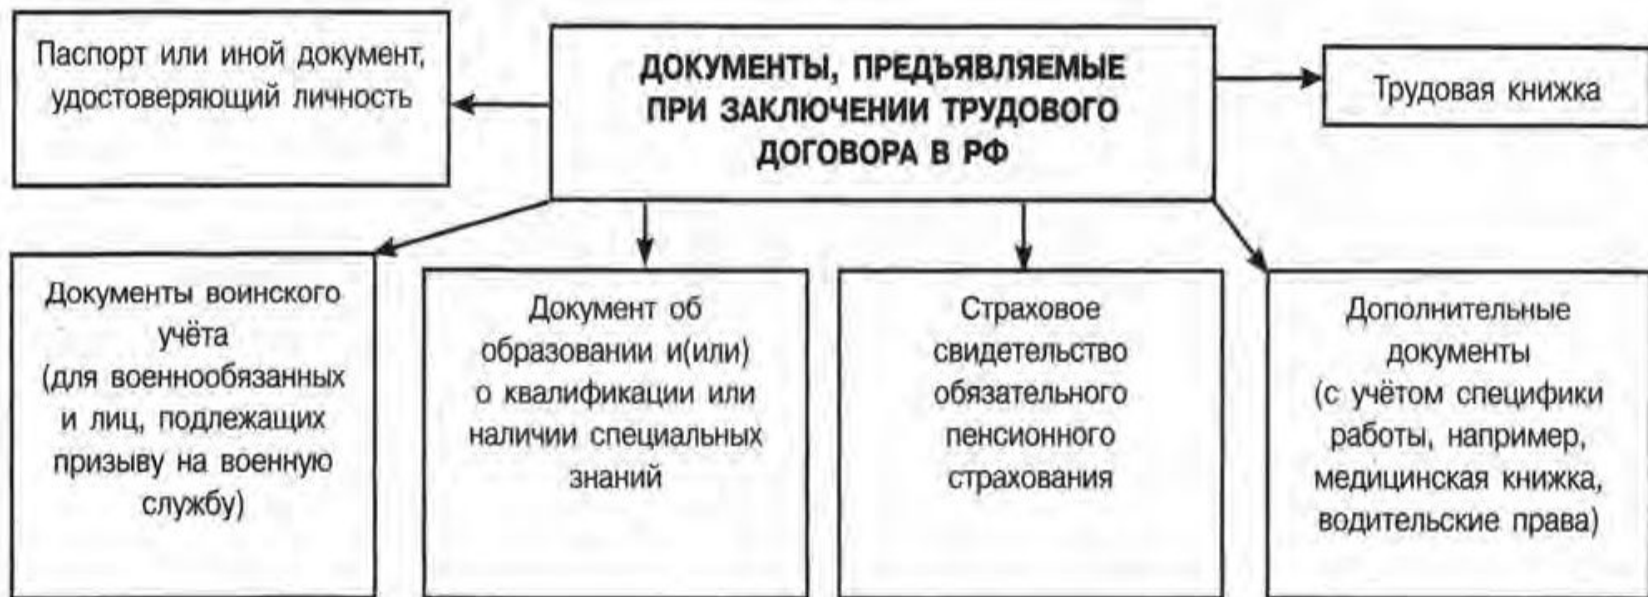 Паспорт или иной документ,
удостоверяющий личность
ДОКУМЕНТЫ, ПРЕДЪЯВЛЯЕМЫЕ
ПРИ ЗАКЛЮЧЕНИИ ТРУДОВОГО
ДОГОВОРА В РФ
Трудовая книжка
Документы воинского
учёта
(для военнообязанных
и лиц, подлежащих
призыву на военную
службу)
Документ об
образовании и(или)
о квалификации или
наличии специальных
знаний
Страховое
свидетельство
обязательного
пенсионного
страхования
Дополнительные
документы
(с учётом специфики
работы, например,
медицинская книжка,
водительские права)